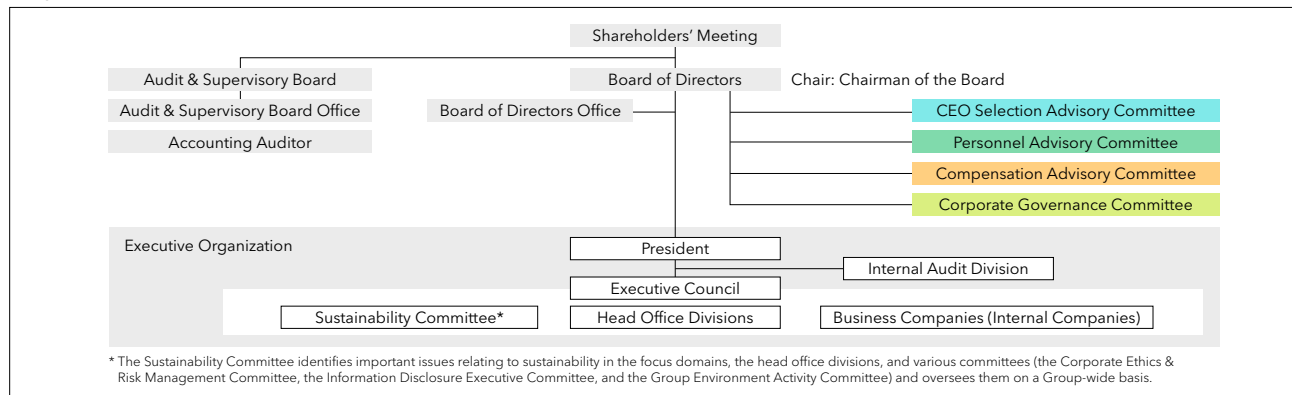 Shareholders' Meeting
Audit & Supervisory Board
Board of Directors
Chair: Chairman of the Board
Audit & Supervisory Board Office
Board of Directors Office
CEO Selection Advisory Committee
Accounting Auditor
Personnel Advisory Committee
Compensation Advisory Committee
Corporate Governance Committee
Executive Organization
President
Internal Audit Division
Executive Council
Sustainability Committee*
Head Office Divisions
Business Companies (Internal Companies)
* The Sustainability Committee identifies important issues relating to sustainability in the focus domains, the head office divisions, and various committees (the Corporate Ethics &
Risk Management Committee, the Information Disclosure Executive Committee, and the Group Environment Activity Committee) and oversees them on a Group-wide basis.